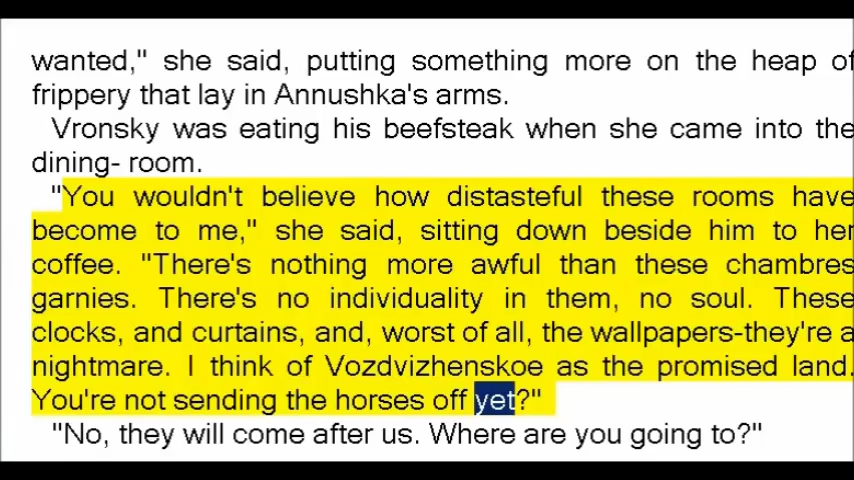 wanted," she said, putting something more on the heap of
frippery that lay in Annushka's arms.
Vronsky was eating his beefsteak when she came into the
dining- room.
"You wouldn't believe how distasteful these rooms have
become to me," she said, sitting down beside him to her
coffee. "There's nothing more awful than these chambres
garnies. There's no individuality in them, no soul. These
clocks, and curtains, and, worst of all, the wallpapers-they're a
nightmare. I think of Vozdvizhenskoe as the promised land.
You're not sending the horses off yet?"
"No, they will come after us. Where are you going to?"